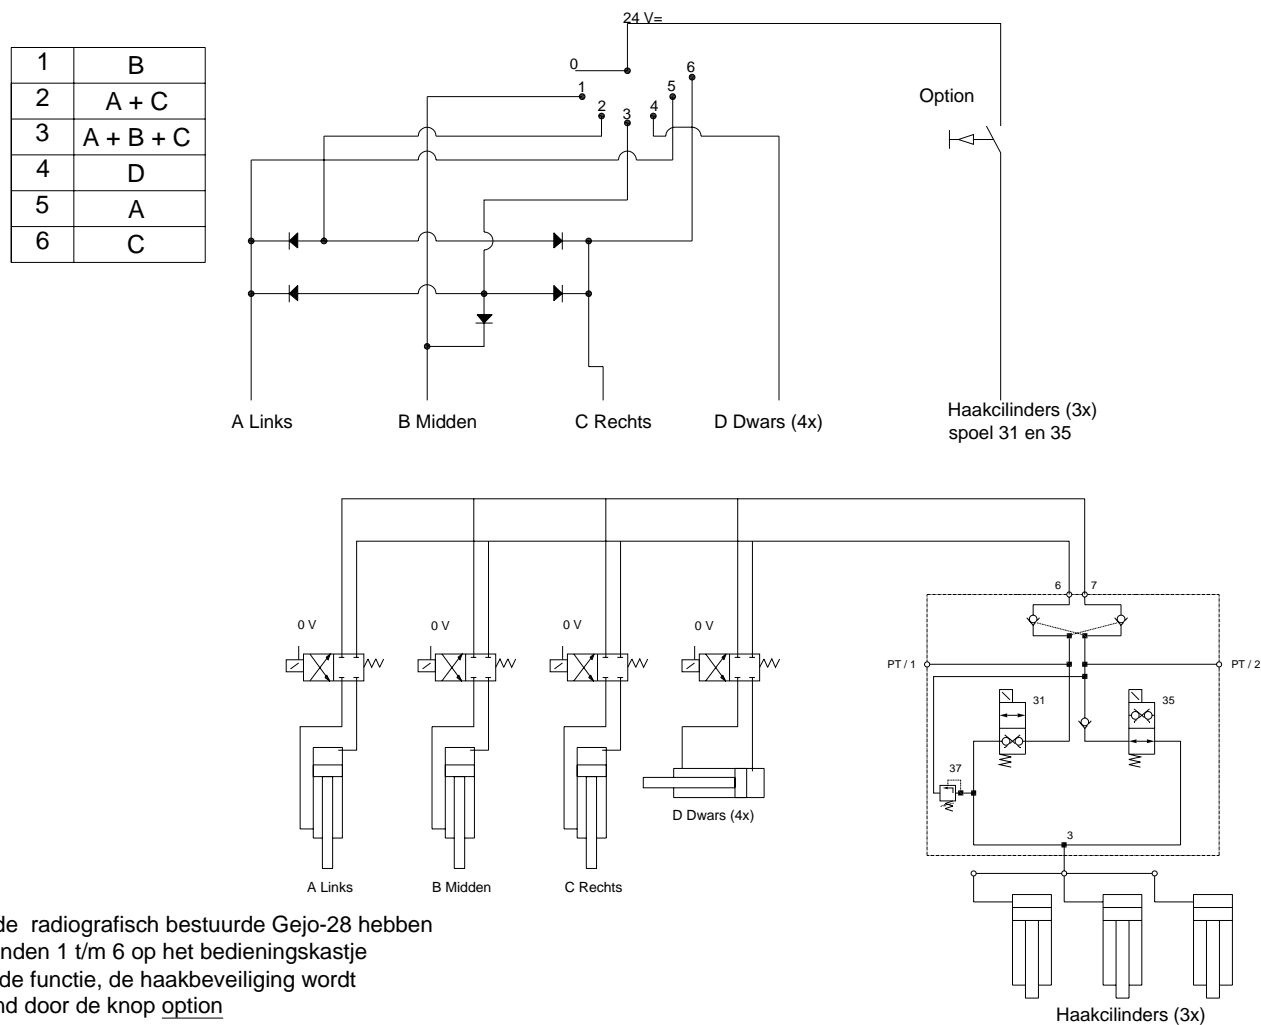 24 V=
0
1
2
3
4
5
6
1 B
2 A + C
3 A + B + C
4 D
5 A
6 C
Option
A Links
B Midden
C Rechts
D Dwars (4x)
Haakcilinders (3x)
spoel 31 en 35
6
7
0 V
0 V
0 V
0 V
PT / 1
PT / 2
31
35
37
3
D Dwars (4x)
A Links
B Midden
C Rechts
de radiografisch bestuurde Gejo-28 hebben
nden 1 t/m 6 op het bedieningskastje
de functie, de haakbeveiliging wordt
nd door de knop option
Haakcilinders (3x)